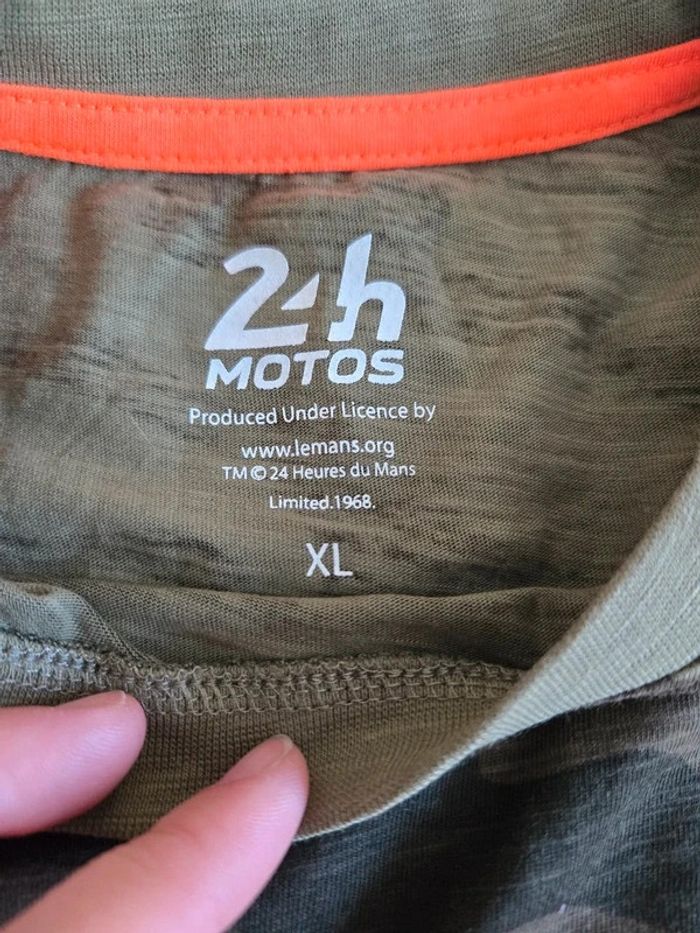 24h
MOTOS
Produced Under Licence by
www.lemans.org
TM © 24 Heures du Mans
Limited.1968.
XL